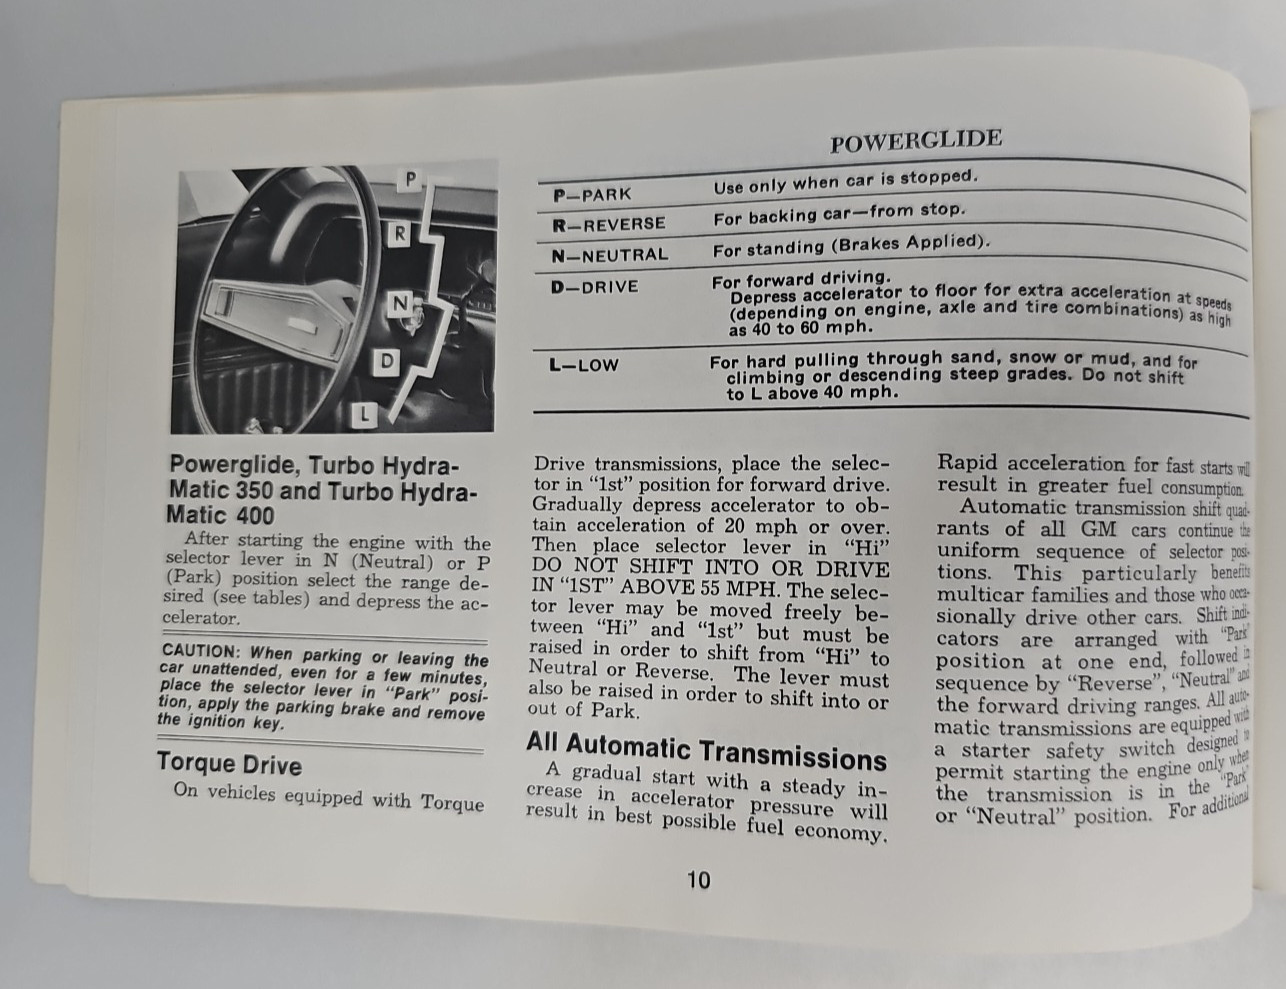 P
R
N
D
L
POWERGLIDE
P—PARK Use only when car is stopped.
R—REVERSE For backing car—from stop.
N—NEUTRAL For standing (Brakes Applied).
D—DRIVE For forward driving.
Depress accelerator to floor for extra acceleration at speeds
(depending on engine, axle and tire combinations) as high
as 40 to 60 mph.
L—LOW For hard pulling through sand, snow or mud, and for
climbing or descending steep grades. Do not shift
to L above 40 mph.
Powerglide, Turbo Hydra-
Matic 350 and Turbo Hydra-
Matic 400
After starting the engine with the
selector lever in N (Neutral) or P
(Park) position select the range de-
sired (see tables) and depress the ac-
celerator.
CAUTION: When parking or leaving the
car unattended, even for a few minutes,
place the selector lever in "Park" posi-
tion, apply the parking brake and remove
the ignition key.
Torque Drive
On vehicles equipped with Torque
Drive transmissions, place the selec-
tor in “1st” position for forward drive.
Gradually depress accelerator to ob-
tain acceleration of 20 mph or over.
Then place selector lever in “Hi”
DO NOT SHIFT INTO OR DRIVE
IN “1ST” ABOVE 55 MPH. The selec-
tor lever may be moved freely be-
tween “Hi” and “1st” but must be
raised in order to shift from “Hi” to
Neutral or Reverse. The lever must
also be raised in order to shift into or
out of Park.
All Automatic Transmissions
A gradual start with a steady in-
crease in accelerator pressure will
result in best possible fuel economy.
Rapid acceleration for fast starts will
result in greater fuel consumption.
Automatic transmission shift quad-
rants of all GM cars continue the
uniform sequence of selector posi-
tions. This particularly benefits
multicar families and those who occa-
sionally drive other cars. Shift indi-
cators are arranged with “Park”
position at one end, followed in
sequence by “Reverse”, “Neutral” and
the forward driving ranges. All auto-
matic transmissions are equipped with
a starter safety switch designed to
permit starting the engine only when
the transmission is in the “Park”
or “Neutral” position. For additional
10